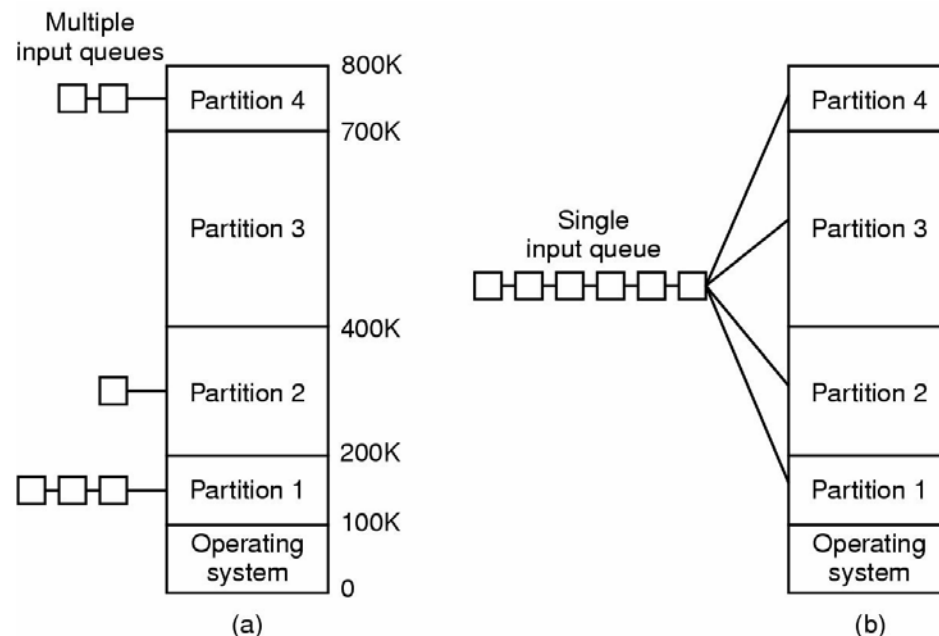 Multiple
input queues
800K
Partition 4
700K
Partition 3
400K
Partition 2
200K
Partition 1
100K
Operating
system
0
(a)
Single
input queue
Partition 4
Partition 3
Partition 2
Partition 1
Operating
system
(b)